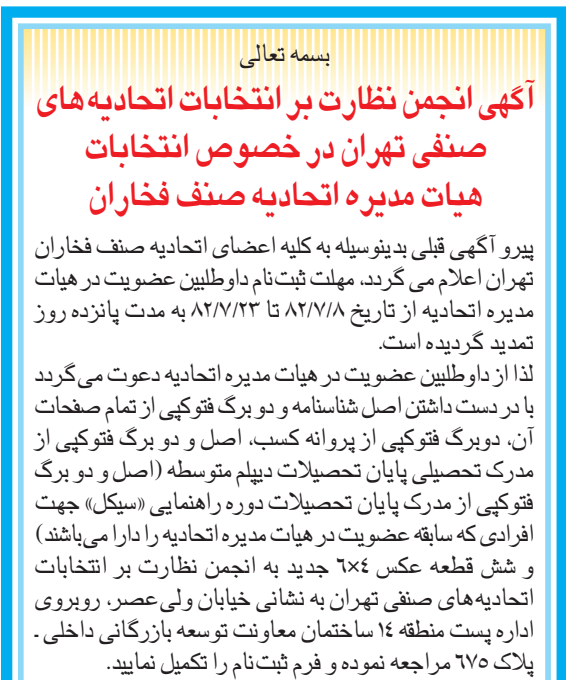 بسمه تعالی
آگهی انجمن نظارت بر انتخابات اتحادیه های
صنفی تهران در خصوص انتخابات
هیات مدیره اتحادیه صنف فخاران
پیرو آگهی قبلی بدینوسیله به کلیه اعضای اتحادیه صنف فخاران
تهران اعلام می گردد، مهلت ثبت‌نام داوطلبین عضویت در هیات
مدیره اتحادیه از تاریخ ۸۲/۷/۸ تا ۸۲/۷/۲۳ به مدت پانزده روز
تمدید گردیده است.
لذا از داوطلبین عضویت در هیات مدیره اتحادیه دعوت می‌گردد
با در دست داشتن اصل شناسنامه و دو برگ فتوکپی از تمام صفحات
آن، دوبرگ فتوکپی از پروانه کسب، اصل و دو برگ فتوکپی از
مدرک تحصیلی پایان تحصیلات دیپلم متوسطه (اصل و دو برگ
فتوکپی از مدرک پایان تحصیلات دوره راهنمایی «سیکل» جهت
افرادی که سابقه عضویت در هیات مدیره اتحادیه را دارا می‌باشند)
و شش قطعه عکس ۴×۶ جدید به انجمن نظارت بر انتخابات
اتحادیه‌های صنفی تهران به نشانی خیابان ولی‌عصر، روبروی
اداره پست منطقه ۱۴ ساختمان معاونت توسعه بازرگانی داخلی ـ
پلاک ۶۷۵ مراجعه نموده و فرم ثبت‌نام را تکمیل نمایید.